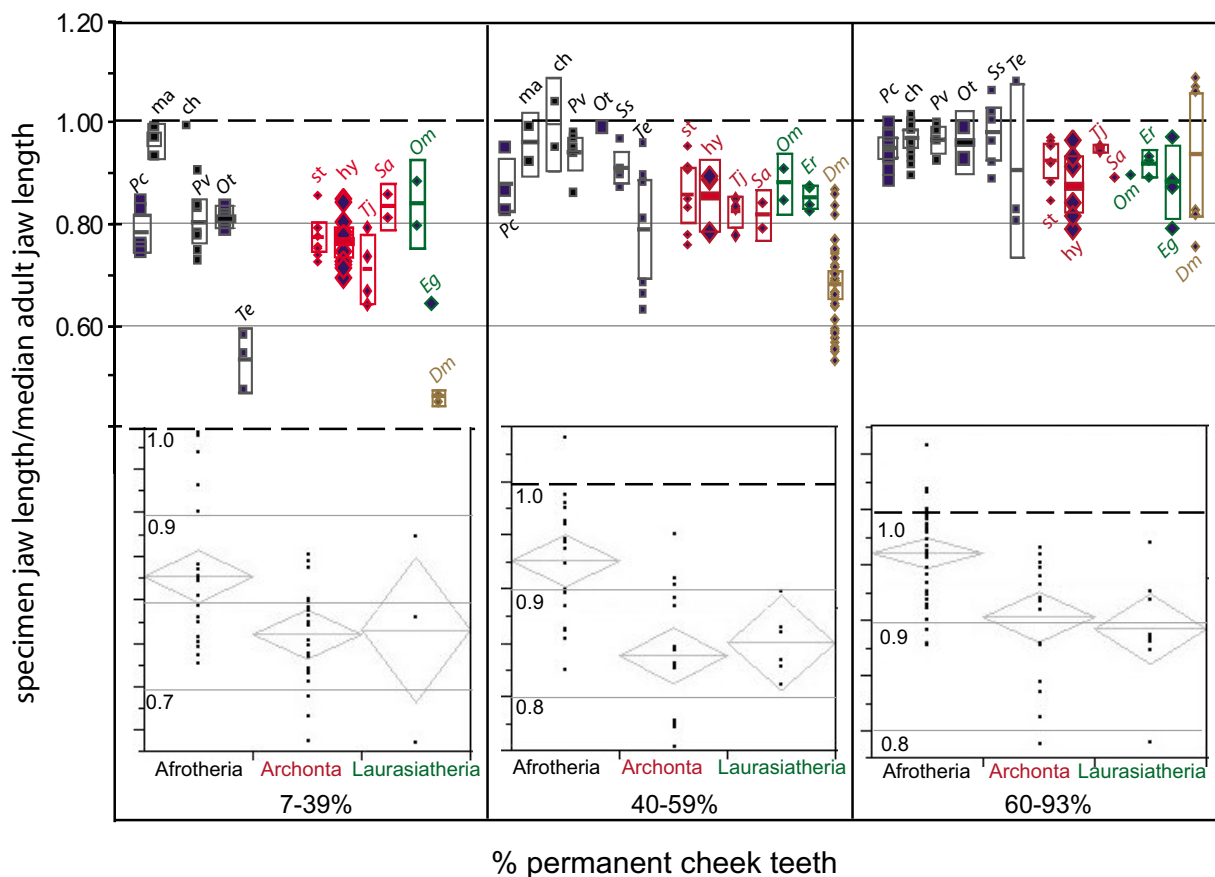 specimen jaw length/median adult jaw length
1.20
1.00
0.80
0.60
Pc
ma
ch
Pv
Ot
Te
st
hy
Tj
Sa
Om
Eg
Dm
Pc
ma
ch
Pv
Ot
Ss
Te
st
hy
Tj
Sa
Om
Er
Dm
Pc
ch
Pv
Ot
Ss
Te
st
hy
Tj
Sa
Om
Er
Eg
Dm
1.0
0.9
0.7
1.0
0.9
0.8
1.0
0.9
0.8
Afrotheria Archonta Laurasiatheria
Afrotheria Archonta Laurasiatheria
Afrotheria Archonta Laurasiatheria
7-39% 40-59% 60-93%
% permanent cheek teeth